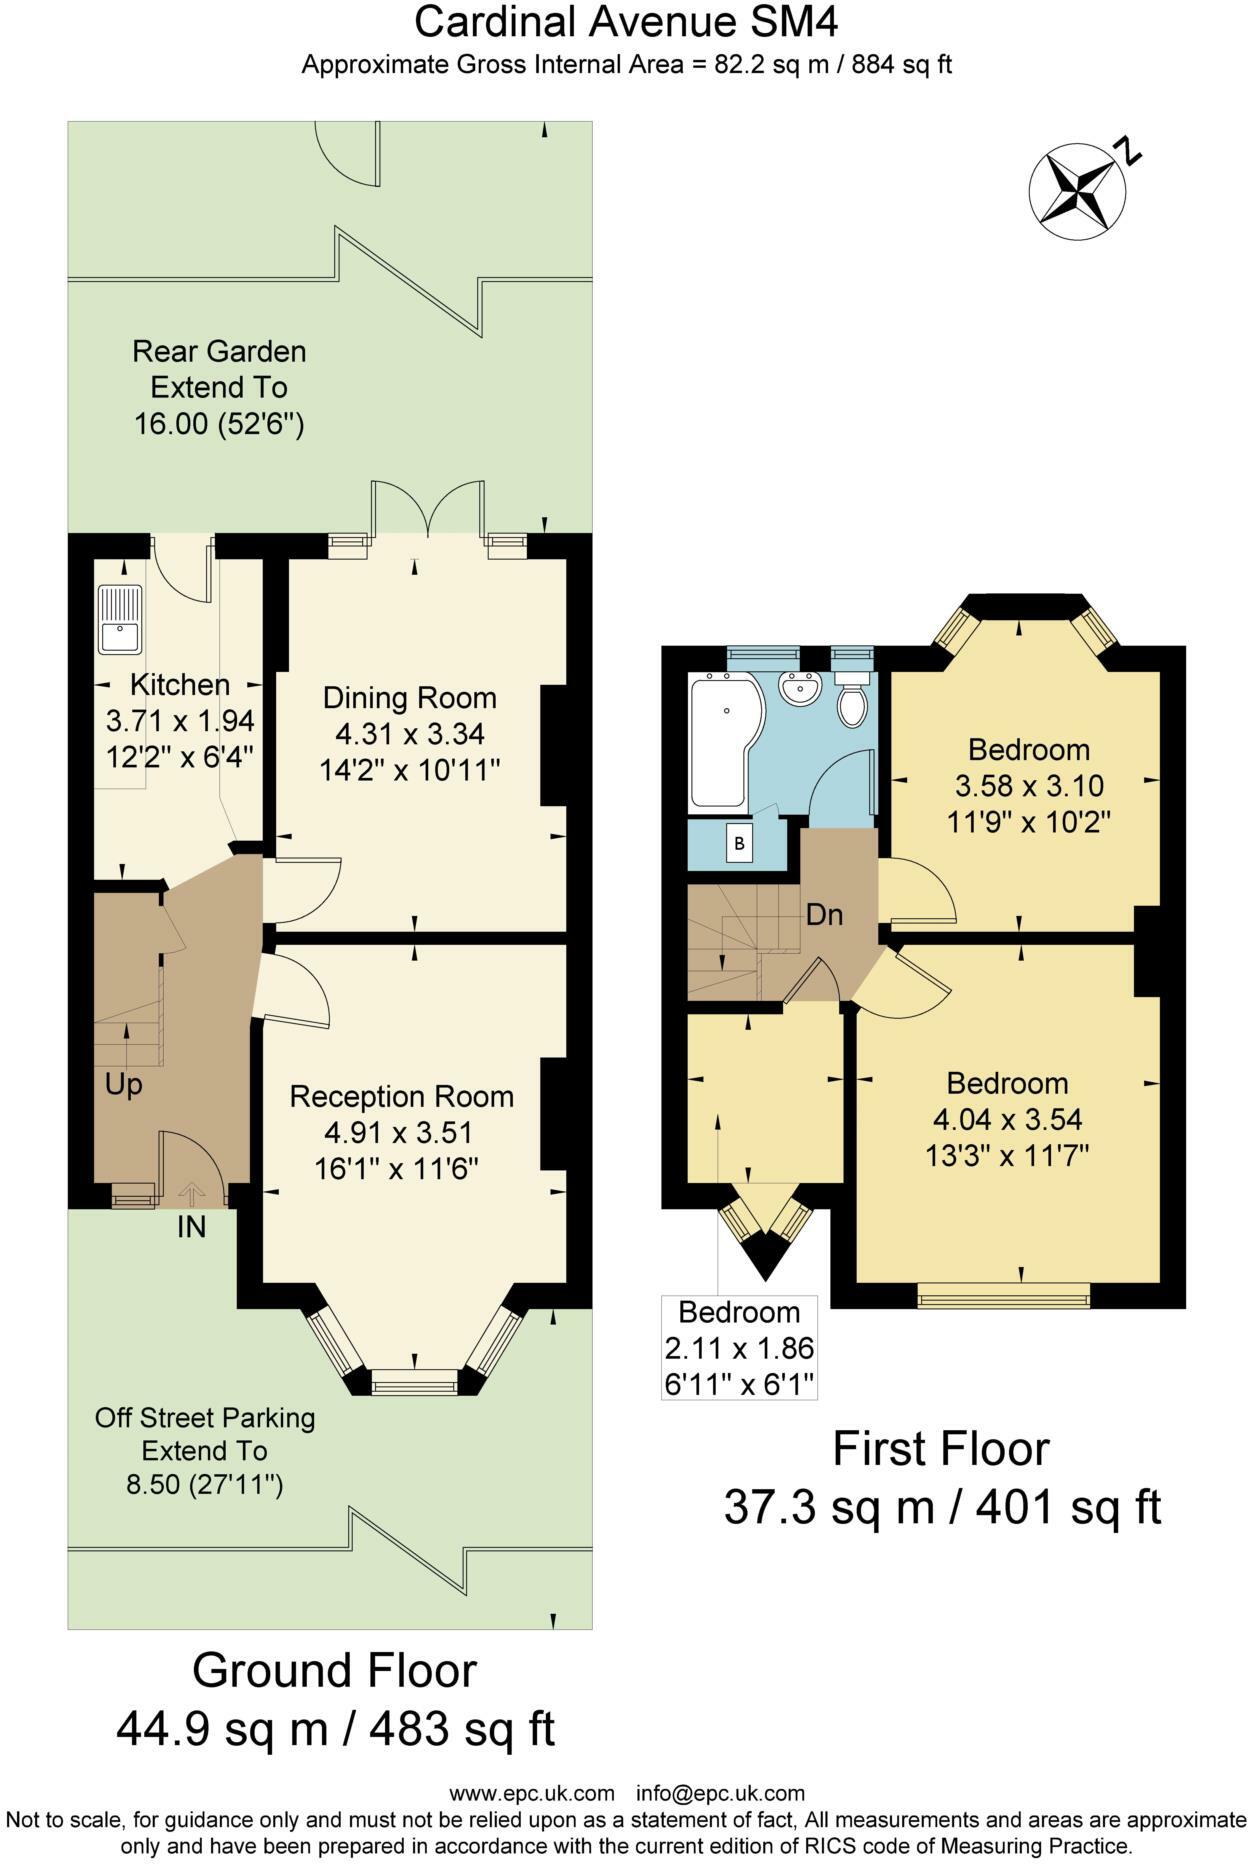 Cardinal Avenue SM4
Approximate Gross Internal Area = 82.2 sq m / 884 sq ft
N
Rear Garden
Extend To
16.00 (52'6")
Kitchen
3.71 x 1.94
12'2" x 6'4"
Dining Room
4.31 x 3.34
14'2" x 10'11"
Up
Reception Room
4.91 x 3.51
16'1" x 11'6"
IN
Off Street Parking
Extend To
8.50 (27'11")
Ground Floor
44.9 sq m / 483 sq ft
B
Bedroom
3.58 x 3.10
11'9" x 10'2"
Dn
Bedroom
4.04 x 3.54
13'3" x 11'7"
Bedroom
2.11 x 1.86
6'11" x 6'1"
First Floor
37.3 sq m / 401 sq ft
www.epc.uk.com info@epc.uk.com
Not to scale, for guidance only and must not be relied upon as a statement of fact, All measurements and areas are approximate
only and have been prepared in accordance with the current edition of RICS code of Measuring Practice.